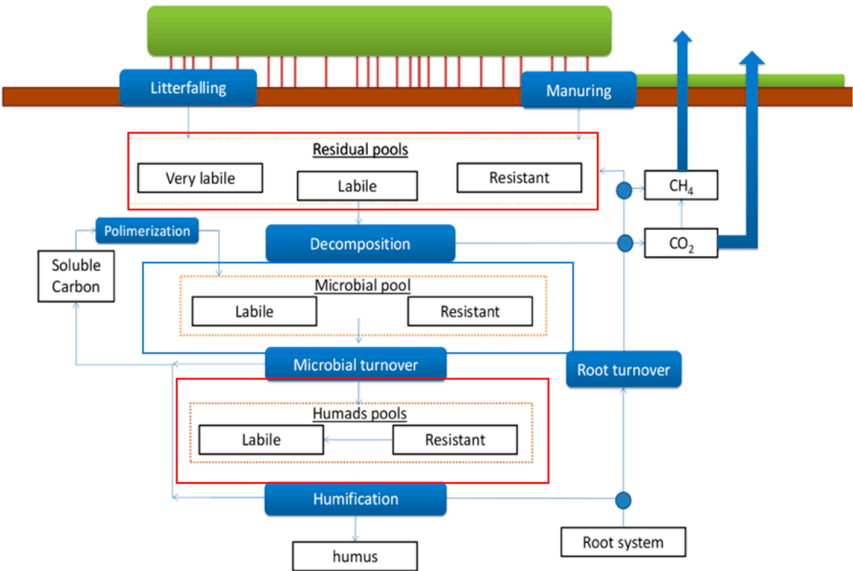 Litterfalling
Manuring
Residual pools
Very labile
Labile
Resistant
CH4
Polimerization
Decomposition
CO2
Soluble
Carbon
Microbial pool
Labile
Resistant
Microbial turnover
Root turnover
Humads pools
Labile
Resistant
Humification
humus
Root system